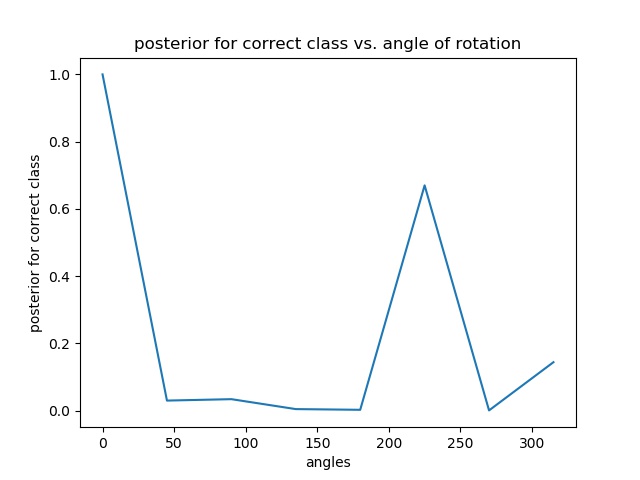 posterior for correct class vs. angle of rotation
1.0
0.8
0.6
0.4
0.2
0.0
posterior for correct class
0 50 100 150 200 250 300
angles